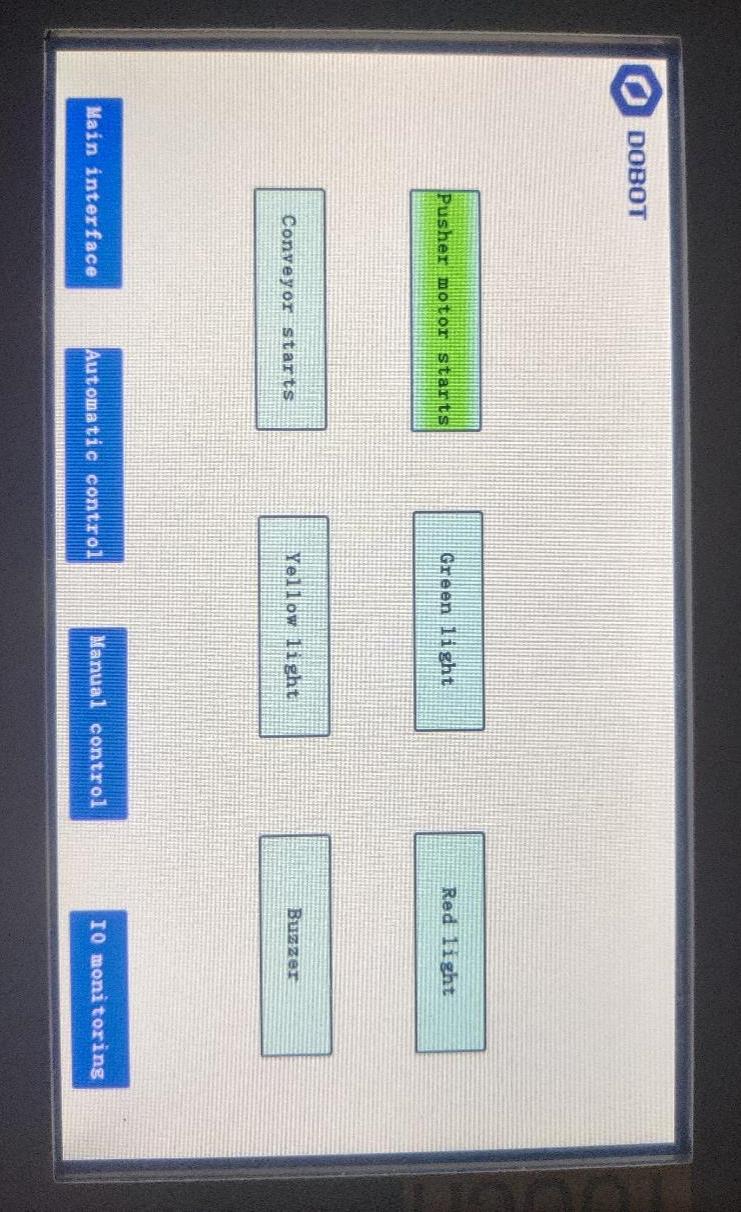 DOBOT
Pusher motor starts
Green light
Red light
Conveyor starts
Yellow light
Buzzer
Main interface
Automatic control
Manual control
IO monitoring